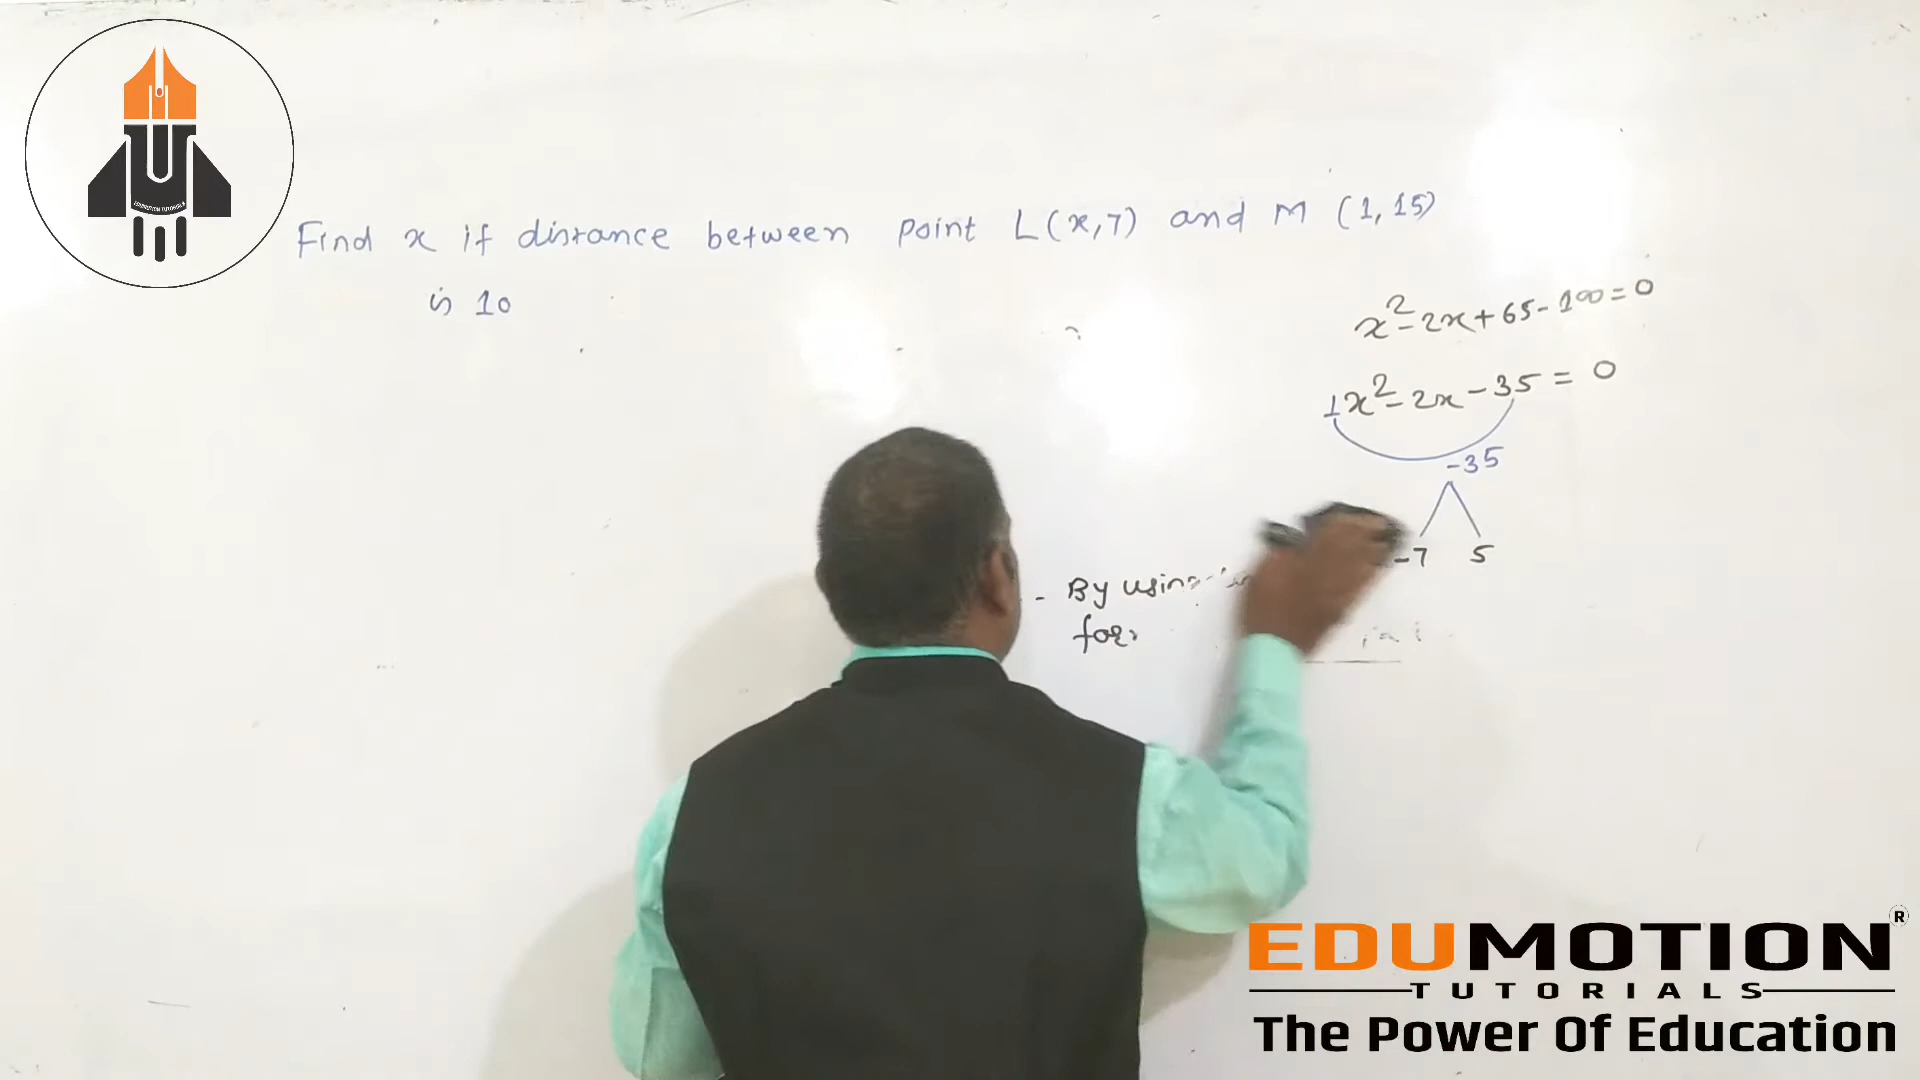 Find x if distance between point L(x,7) and M (1,15)
is 10
x²-2x+65-100=0
1x²-2x-35=0
-35
-7 5
- By using
for
EDUMOTION®
TUTORIALS
The Power Of Education